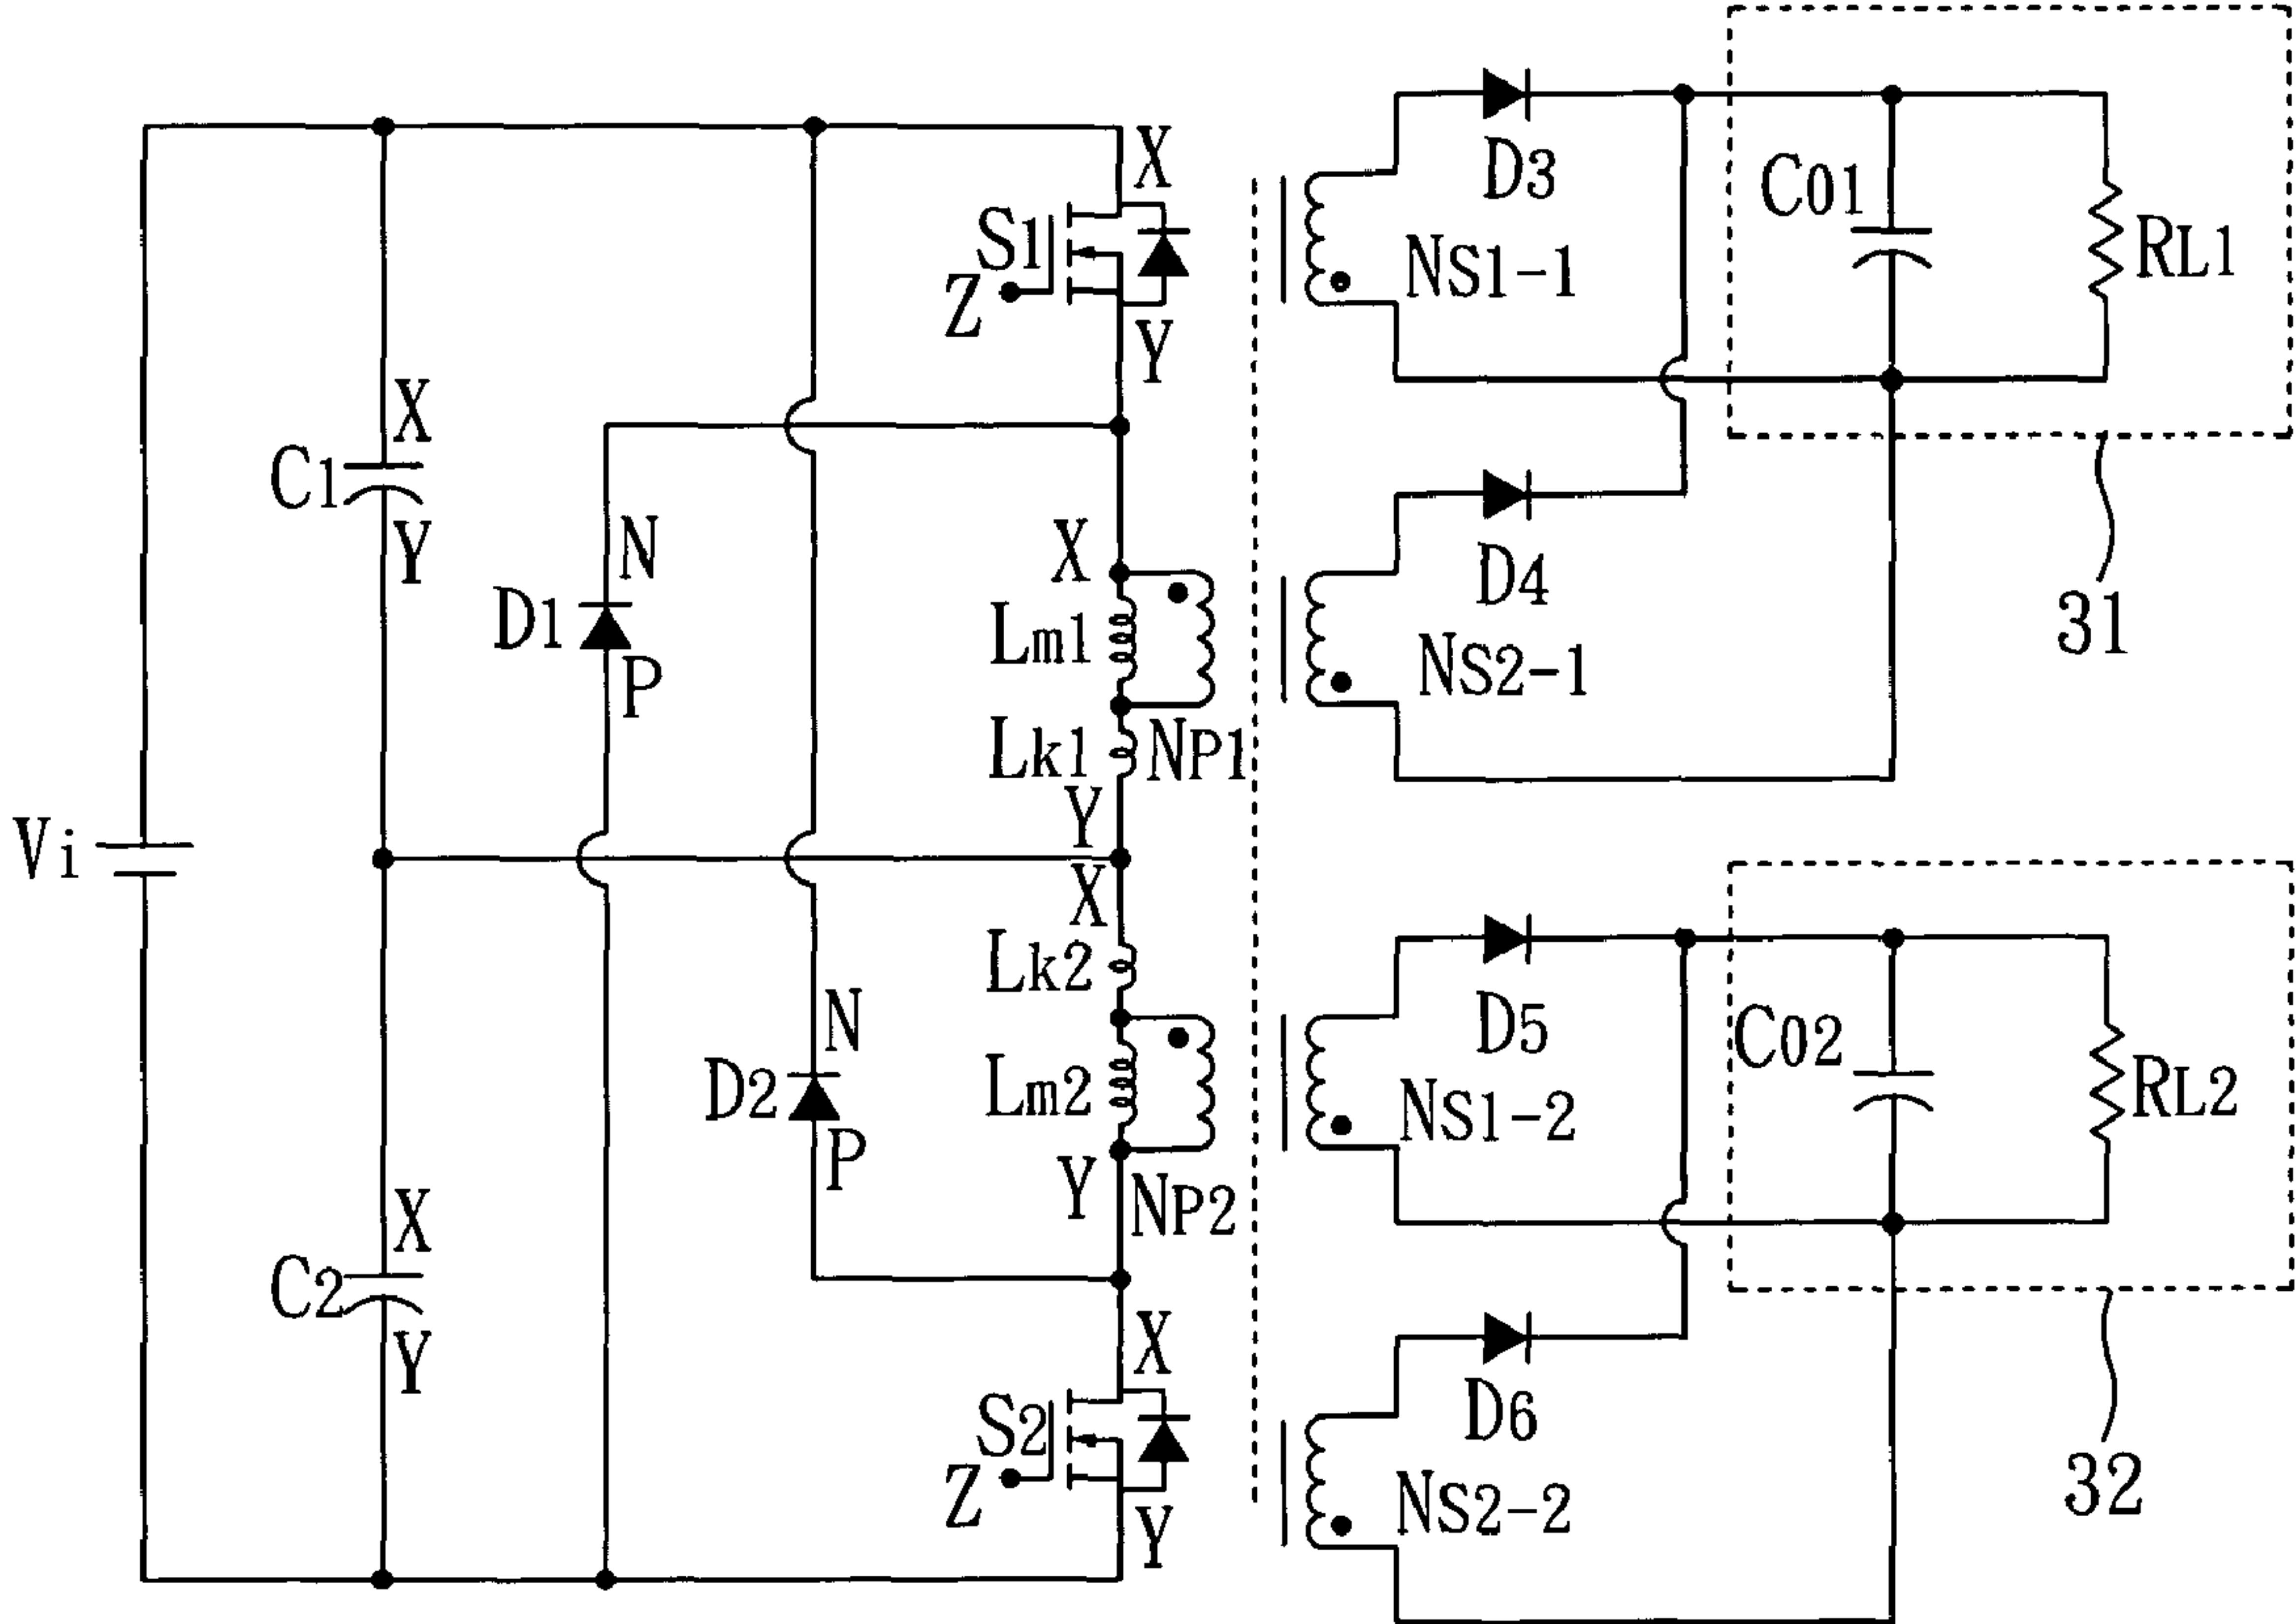 X
S1
Z
Y
D3
NS1-1
C01
RL1
X
C1
Y
N
D1
P
X
Lm1
Lk1
NP1
Y
D4
NS2-1
31
Vi
X
Lk2
N
D2
P
Lm2
Y
NP2
D5
NS1-2
C02
RL2
X
C2
Y
X
S2
Z
Y
D6
NS2-2
32